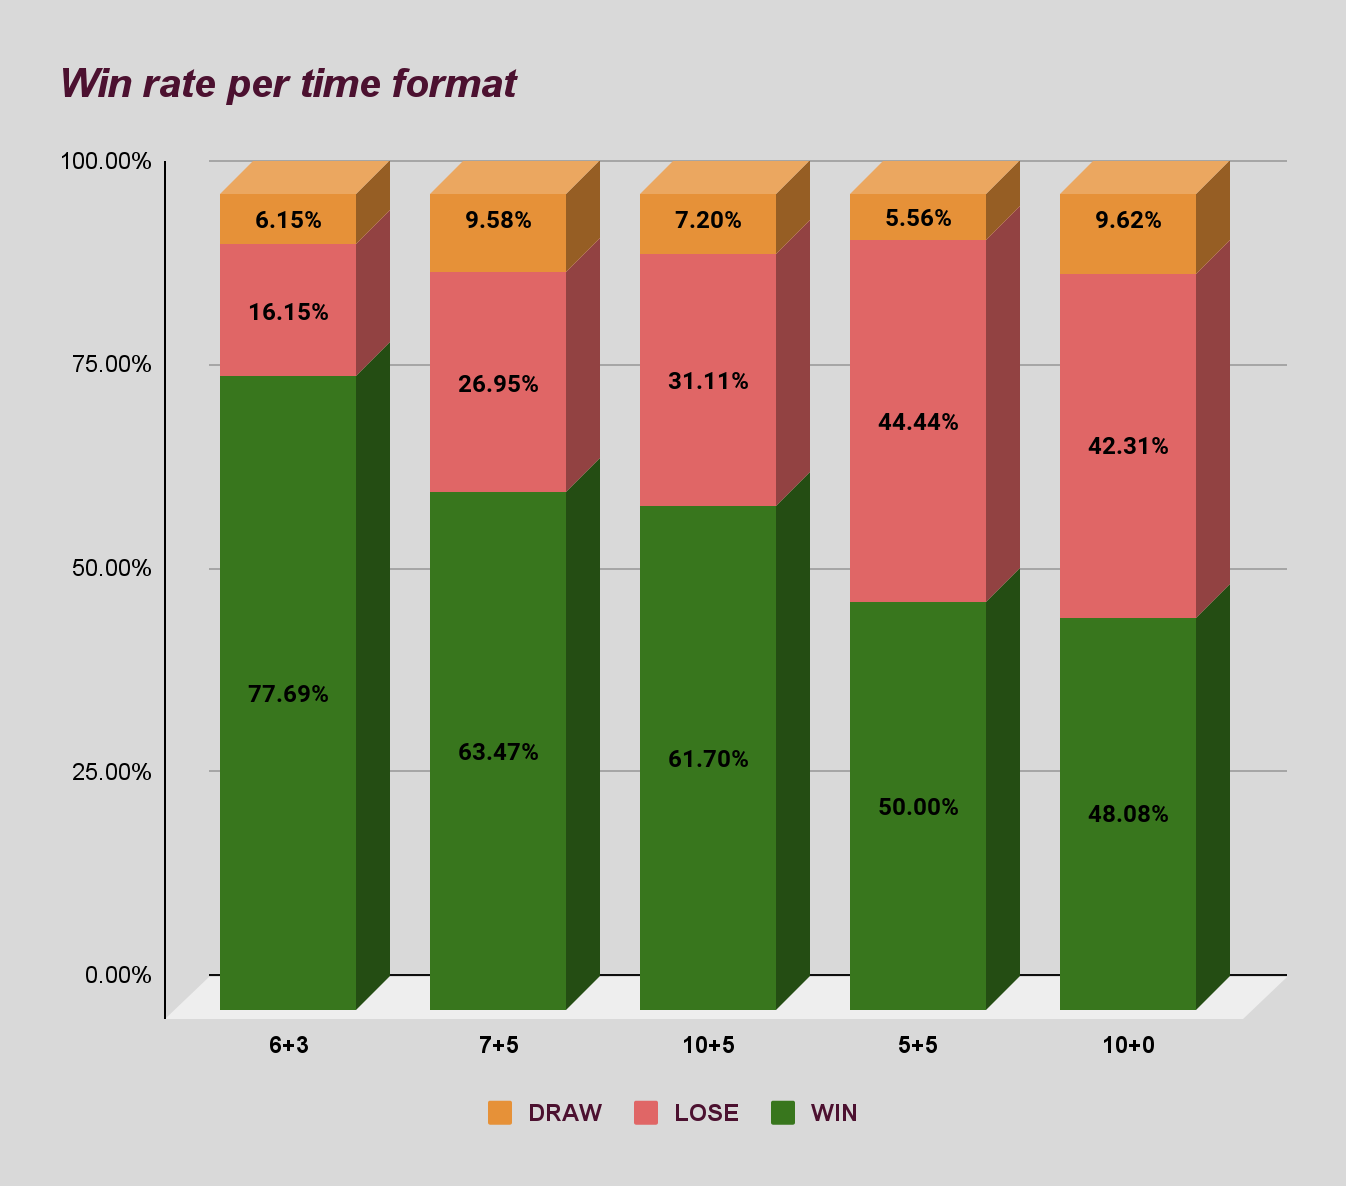 Win rate per time format
100.00%
6.15% 9.58% 7.20% 5.56% 9.62%
16.15% 26.95% 31.11% 44.44% 42.31%
75.00%
50.00%
77.69% 63.47% 61.70% 50.00% 48.08%
25.00%
0.00%
6+3 7+5 10+5 5+5 10+0
DRAW LOSE WIN